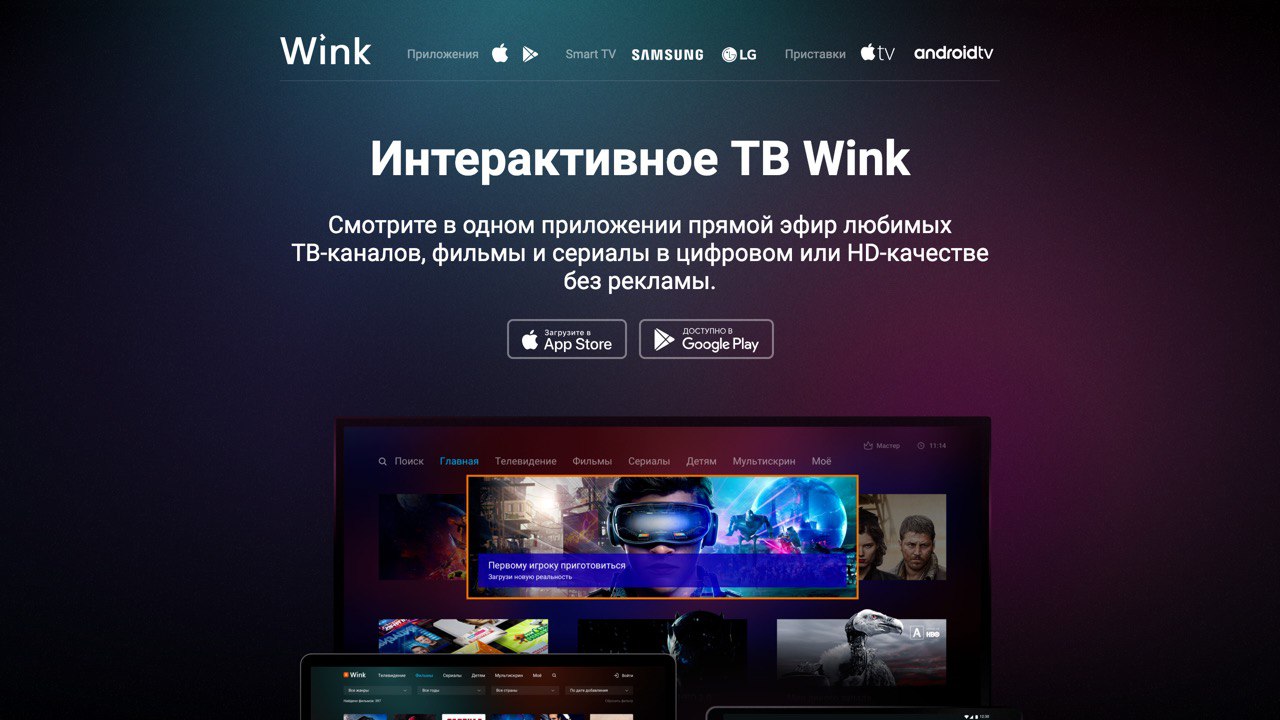 Wink
Приложения
Smart TV
SAMSUNG
LG
Приставки
tv
androidtv
Интерактивное ТВ Wink
Смотрите в одном приложении прямой эфир любимых
ТВ-каналов, фильмы и сериалы в цифровом или HD-качестве
без рекламы.
Загрузите в
App Store
ДОСТУПНО В
Google Play
Мастер
11:14
Поиск Главная Телевидение Фильмы Сериалы Детям Мультискрин Моё
Первому игроку приготовиться
Загрузи новую реальность
HBO
Wink Телевидение Фильмы Сериалы Детям Мультискрин Моё
Войти
Все жанры Все годы Все страны По дате добавления
Найдено фильмов: 397